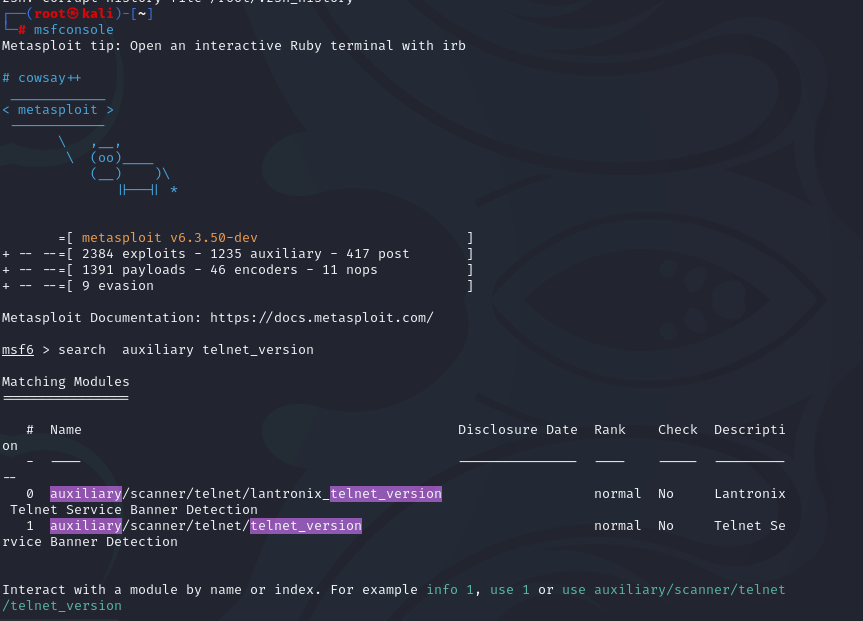 zsh: corrupt history file /root/.zsh_history
┌──(root㉿kali)-[~]
└─# msfconsole
Metasploit tip: Open an interactive Ruby terminal with irb
# cowsay++
 ____________
< metasploit >
 ------------
       \   ,__,
        \  (oo)____
           (__)    )\
              ||--|| *
       =[ metasploit v6.3.50-dev                          ]
+ -- --=[ 2384 exploits - 1235 auxiliary - 417 post       ]
+ -- --=[ 1391 payloads - 46 encoders - 11 nops           ]
+ -- --=[ 9 evasion                                       ]
Metasploit Documentation: https://docs.metasploit.com/
msf6 > search  auxiliary telnet_version
Matching Modules
================
   #  Name                                               Disclosure Date  Rank    Check  Descripti
on
   -  ----                                               ---------------  ----    -----  ---------
--
   0  auxiliary/scanner/telnet/lantronix_telnet_version                   normal  No     Lantronix
 Telnet Service Banner Detection
   1  auxiliary/scanner/telnet/telnet_version                             normal  No     Telnet Se
rvice Banner Detection
Interact with a module by name or index. For example info 1, use 1 or use auxiliary/scanner/telnet
/telnet_version